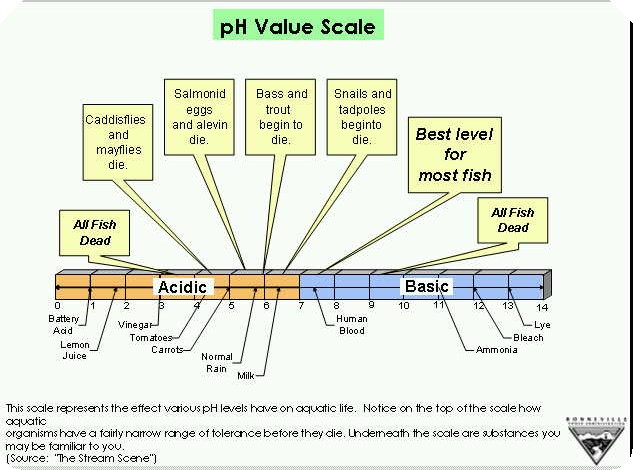 pH Value Scale
Caddisflies
and
mayflies
die.
Salmonid
eggs
and alevin
die.
Bass and
trout
begin to
die.
Snails and
tadpoles
beginto
die.
Best level
for
most fish
All Fish
Dead
All Fish
Dead
Acidic
Basic
0 1 2 3 4 5 6 7 8 9 10 11 12 13 14
Battery
Acid
Lemon
Juice
Vinegar
Tomatoes
Carrots
Normal
Rain
Milk
Human
Blood
Ammonia
Bleach
Lye
This scale represents the effect various pH levels have on aquatic life. Notice on the top of the scale how
aquatic
organisms have a fairly narrow range of tolerance before they die. Underneath the scale are substances you
may be familiar to you.
(Source: "The Stream Scene")
BONNEVILLE